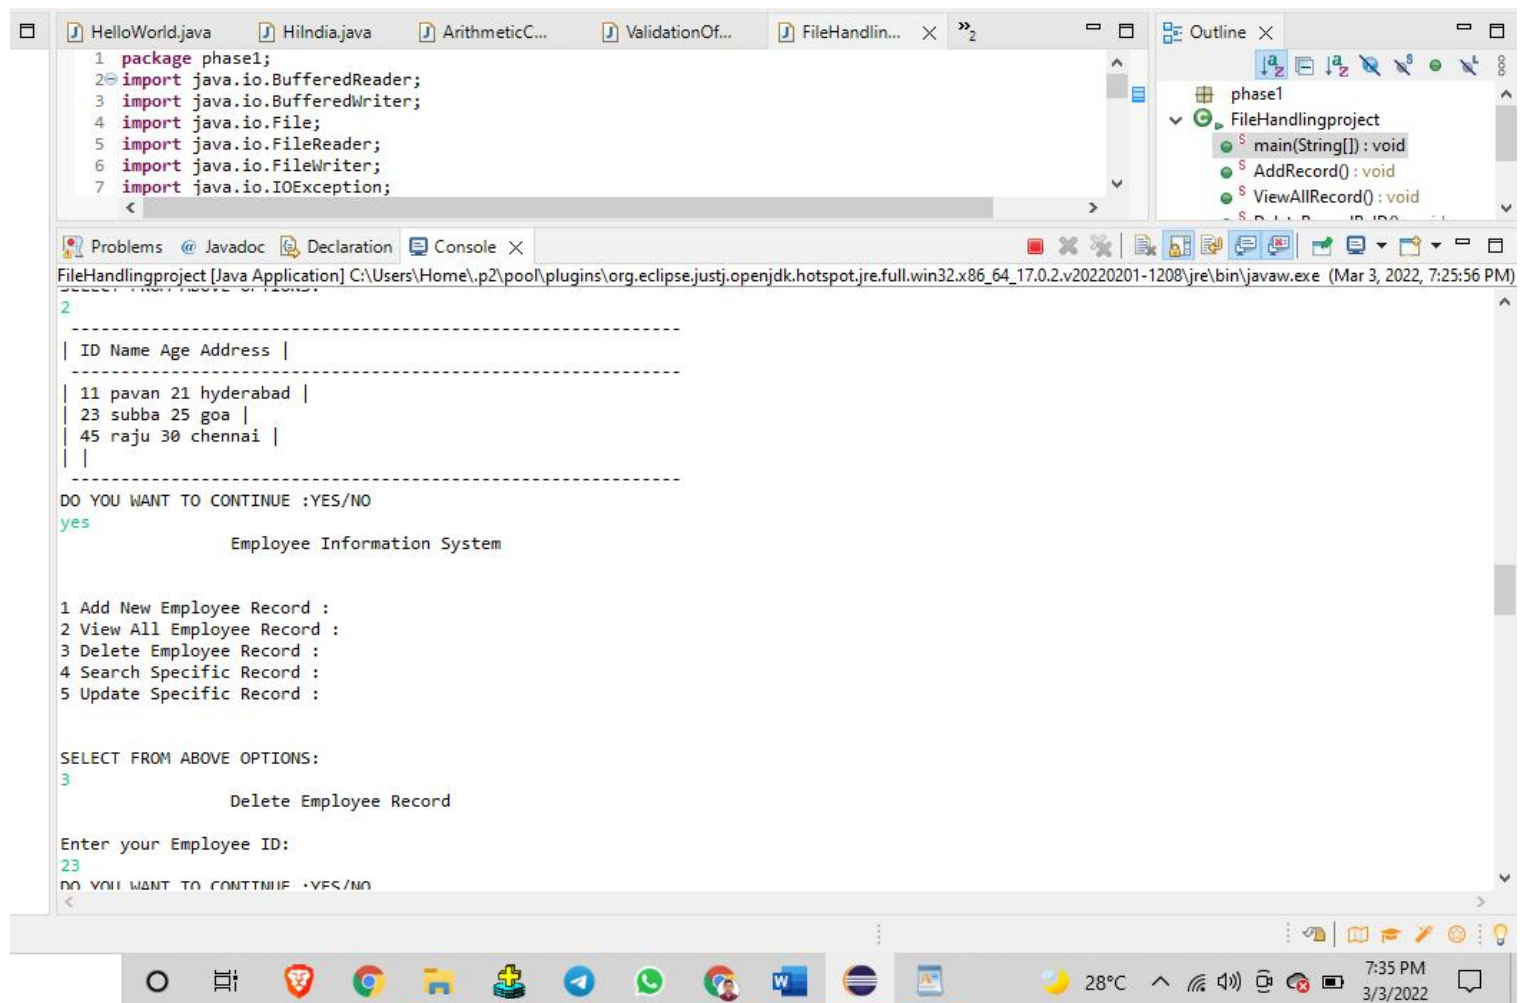 HelloWorld.java HiIndia.java ArithmeticC... ValidationOf... FileHandlin... »2 Outline
1 package phase1;
2 import java.io.BufferedReader;
3 import java.io.BufferedWriter;
4 import java.io.File;
5 import java.io.FileReader;
6 import java.io.FileWriter;
7 import java.io.IOException;
phase1
FileHandlingproject
main(String[]) : void
AddRecord() : void
ViewAllRecord() : void
Problems @ Javadoc Declaration Console
FileHandlingproject [Java Application] C:\Users\Home\.p2\pool\plugins\org.eclipse.justj.openjdk.hotspot.jre.full.win32.x86_64_17.0.2.v20220201-1208\jre\bin\javaw.exe (Mar 3, 2022, 7:25:56 PM)
SELECT FROM ABOVE OPTIONS:
2
-------------------------------------------------------------
| ID Name Age Address |
-------------------------------------------------------------
| 11 pavan 21 hyderabad |
| 23 subba 25 goa |
| 45 raju 30 chennai |
| |
-------------------------------------------------------------
DO YOU WANT TO CONTINUE :YES/NO
yes
Employee Information System
1 Add New Employee Record :
2 View All Employee Record :
3 Delete Employee Record :
4 Search Specific Record :
5 Update Specific Record :
SELECT FROM ABOVE OPTIONS:
3
Delete Employee Record
Enter your Employee ID:
23
DO YOU WANT TO CONTINUE :YES/NO
28°C 7:35 PM
3/3/2022